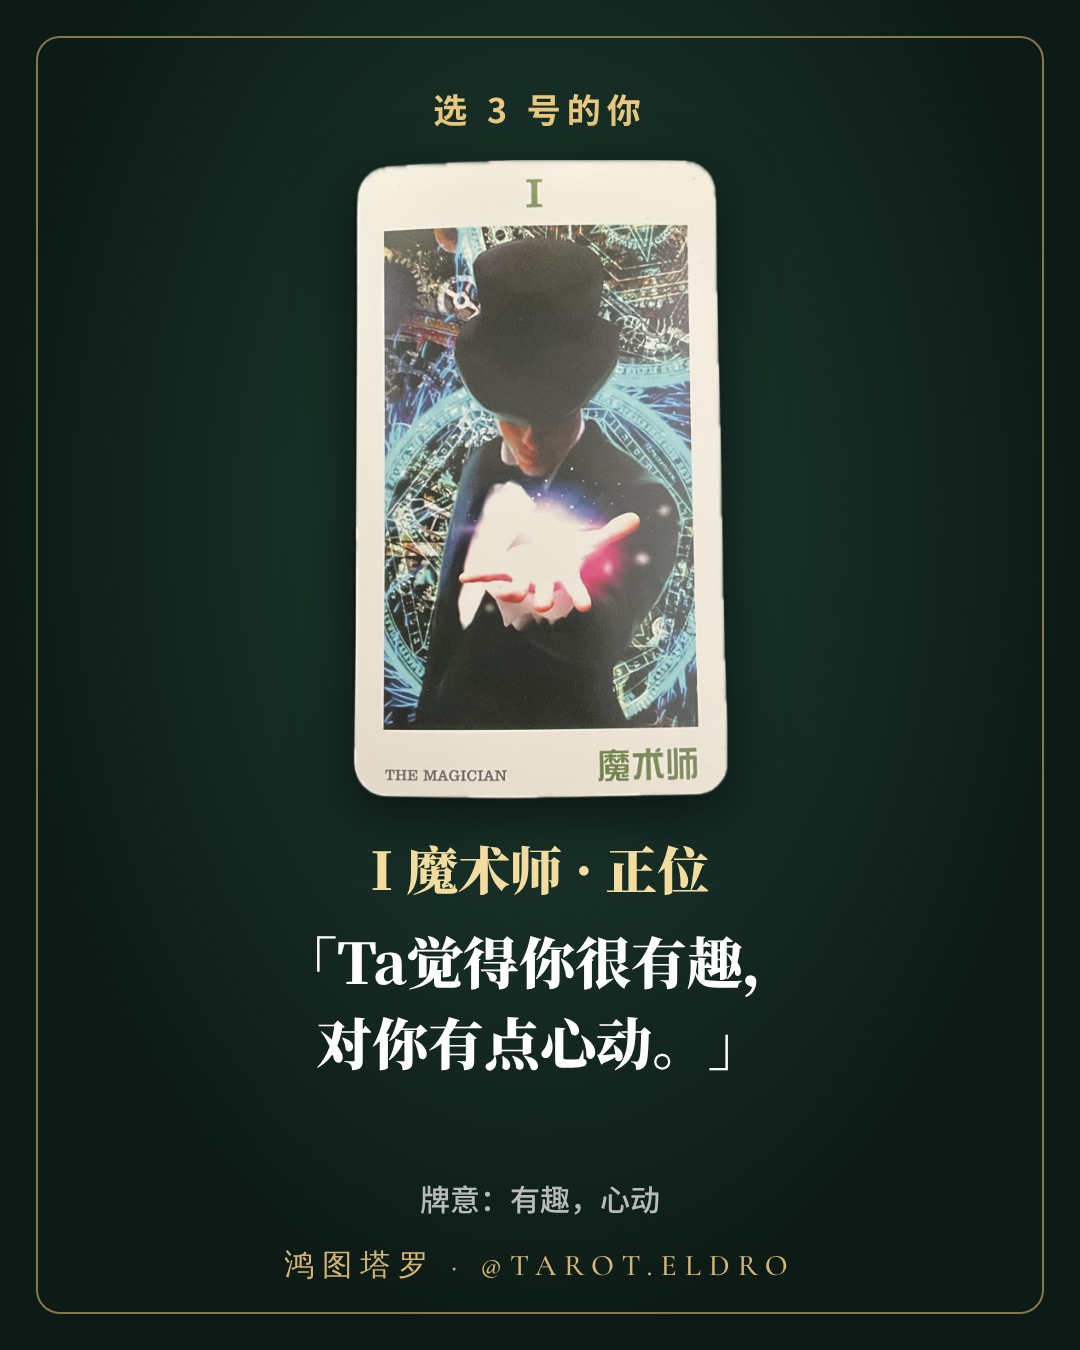 选 3 号的你
I
THE MAGICIAN
魔术师
I 魔术师 · 正位
「Ta觉得你很有趣,
对你有点心动。」
牌意：有趣，心动
鸿图塔罗 · @TAROT.ELDRO